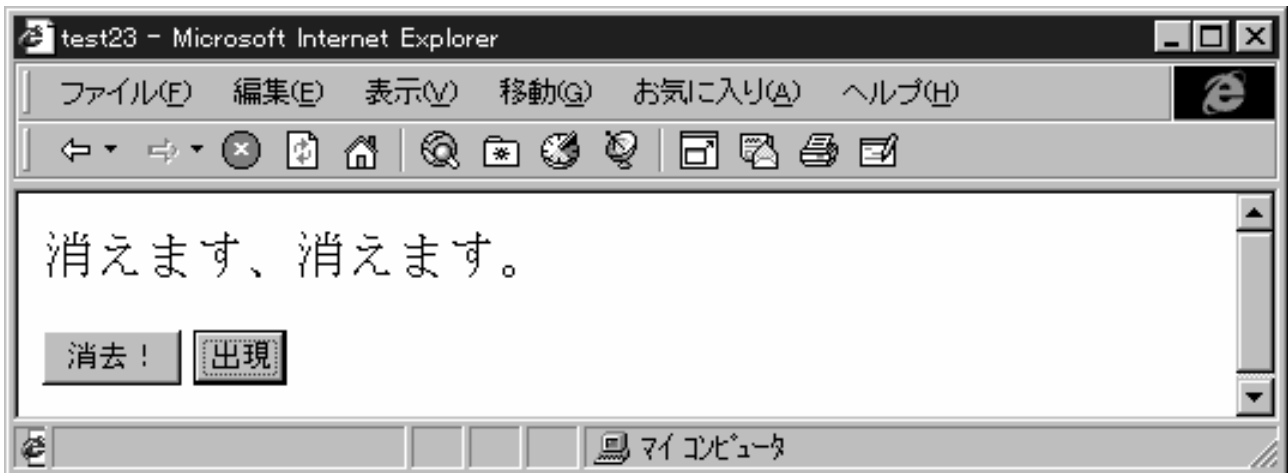 test23 - Microsoft Internet Explorer
ファイル(F) 編集(E) 表示(V) 移動(G) お気に入り(A) ヘルプ(H)
消えます、消えます。
消去! 出現
マイ コンピュータ